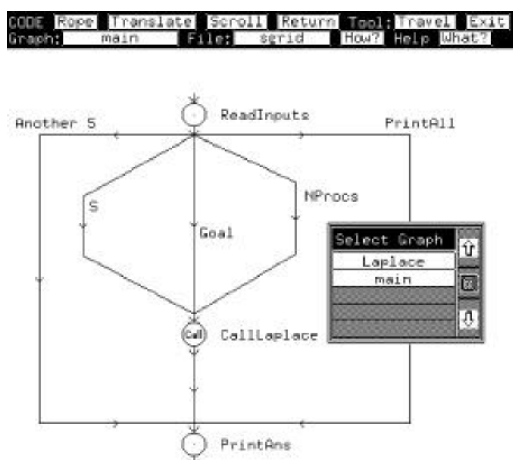 CODE Rope Translate Scroll Return Tool: Travel Exit
Graph: main File: sgrid How? Help What?
ReadInputs
Another S
PrintAll
S
NProcs
Goal
Select Graph
Laplace
main
Call
CallLaplace
PrintAns